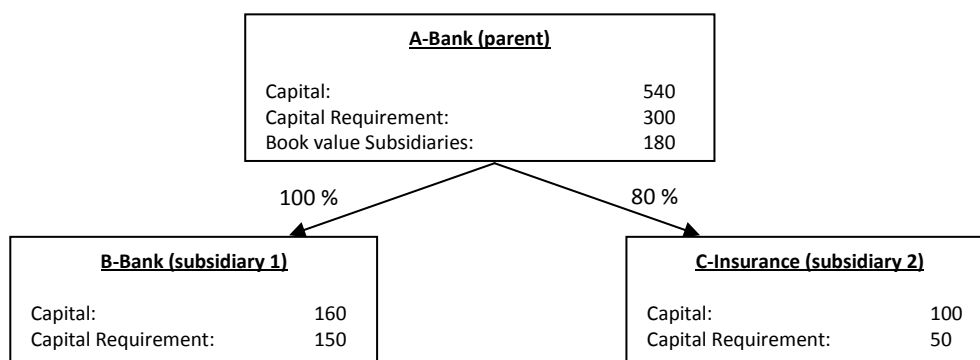 A-Bank (parent)
Capital: 540
Capital Requirement: 300
Book value Subsidiaries: 180
100 %
80 %
B-Bank (subsidiary 1)
Capital: 160
Capital Requirement: 150
C-Insurance (subsidiary 2)
Capital: 100
Capital Requirement: 50